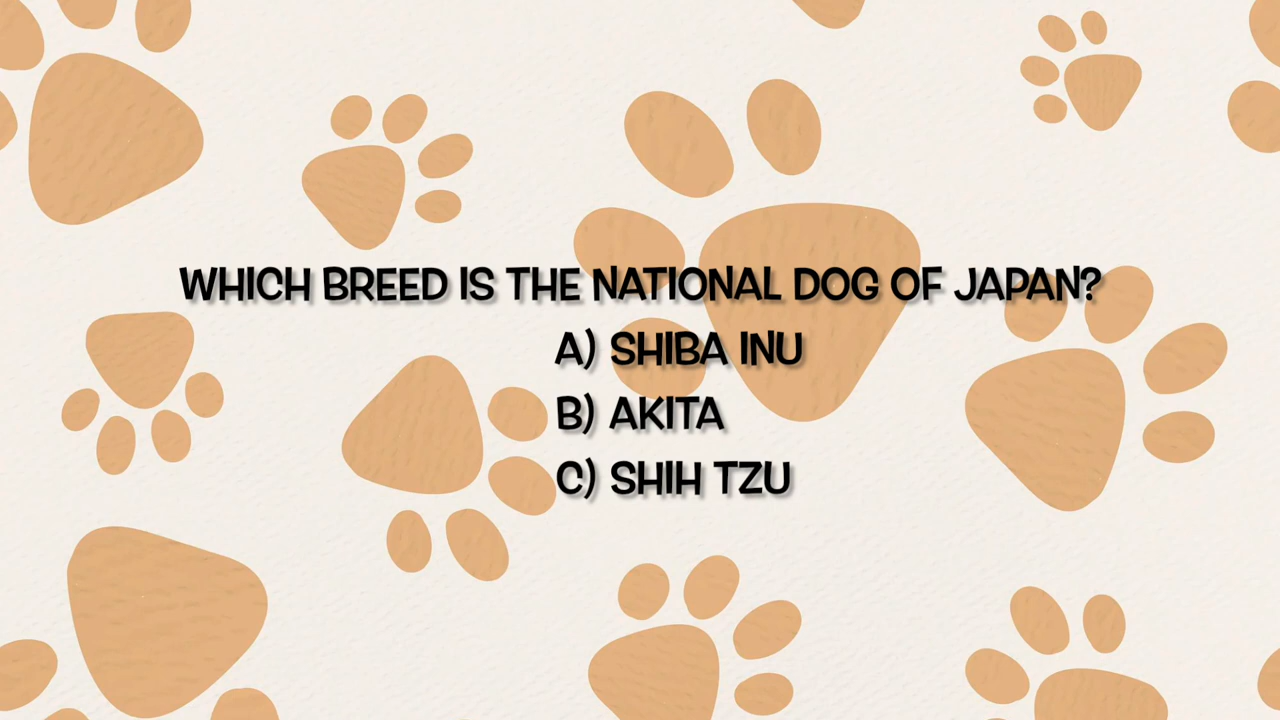 WHICH BREED IS THE NATIONAL DOG OF JAPAN?
A) SHIBA INU
B) AKITA
C) SHIH TZU